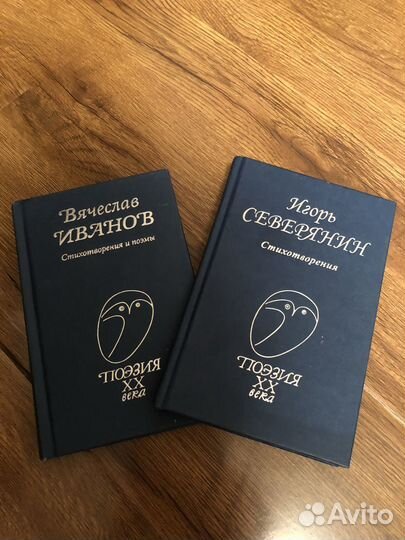 Вячеслав
ИВАНОВ
Стихотворения и поэмы
ПОЭЗИЯ
XX
века
Игорь
СЕВЕРЯНИН
Стихотворения
ПОЭЗИЯ
XX
века
Avito